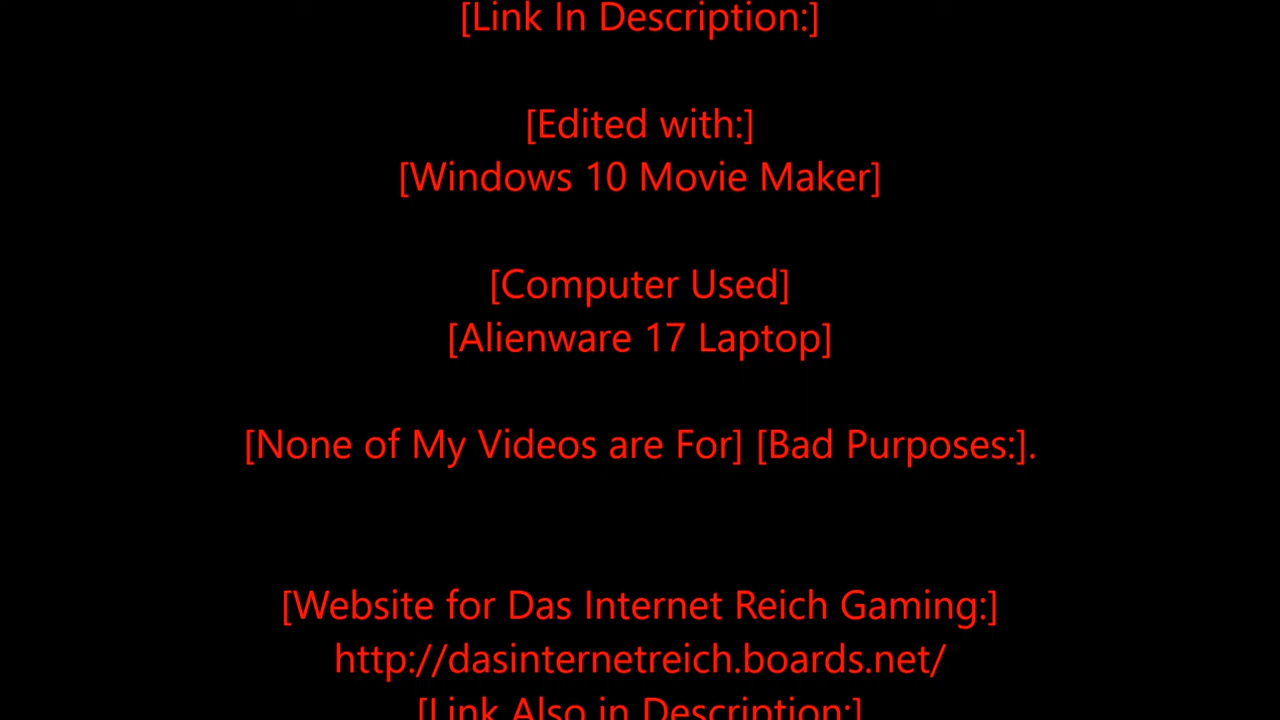 [Link In Description:]
[Edited with:]
[Windows 10 Movie Maker]
[Computer Used]
[Alienware 17 Laptop]
[None of My Videos are For] [Bad Purposes:].
[Website for Das Internet Reich Gaming:]
http://dasinternetreich.boards.net/
[Link Also in Description:]